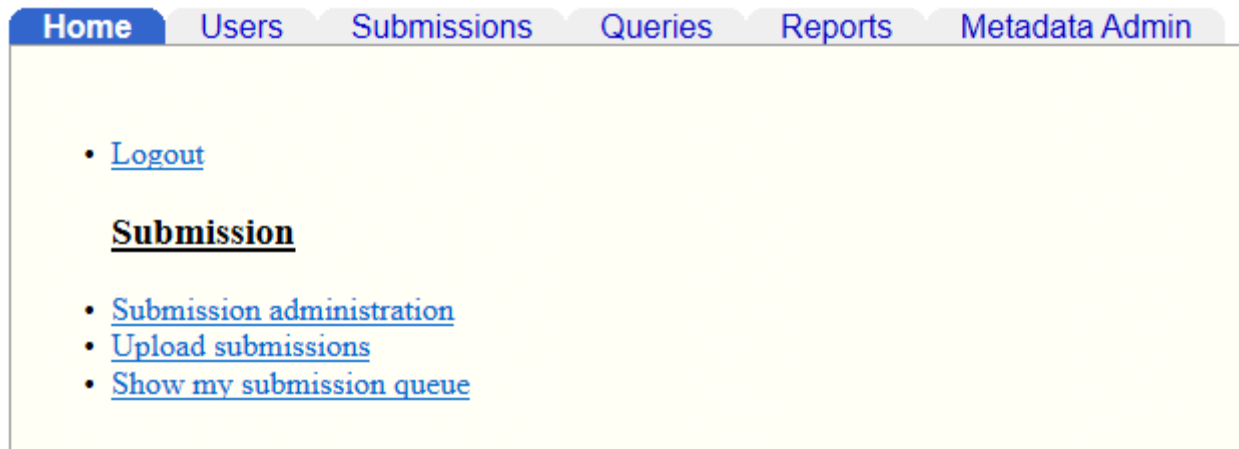 Home Users Submissions Queries Reports Metadata Admin
• Logout
Submission
• Submission administration
• Upload submissions
• Show my submission queue